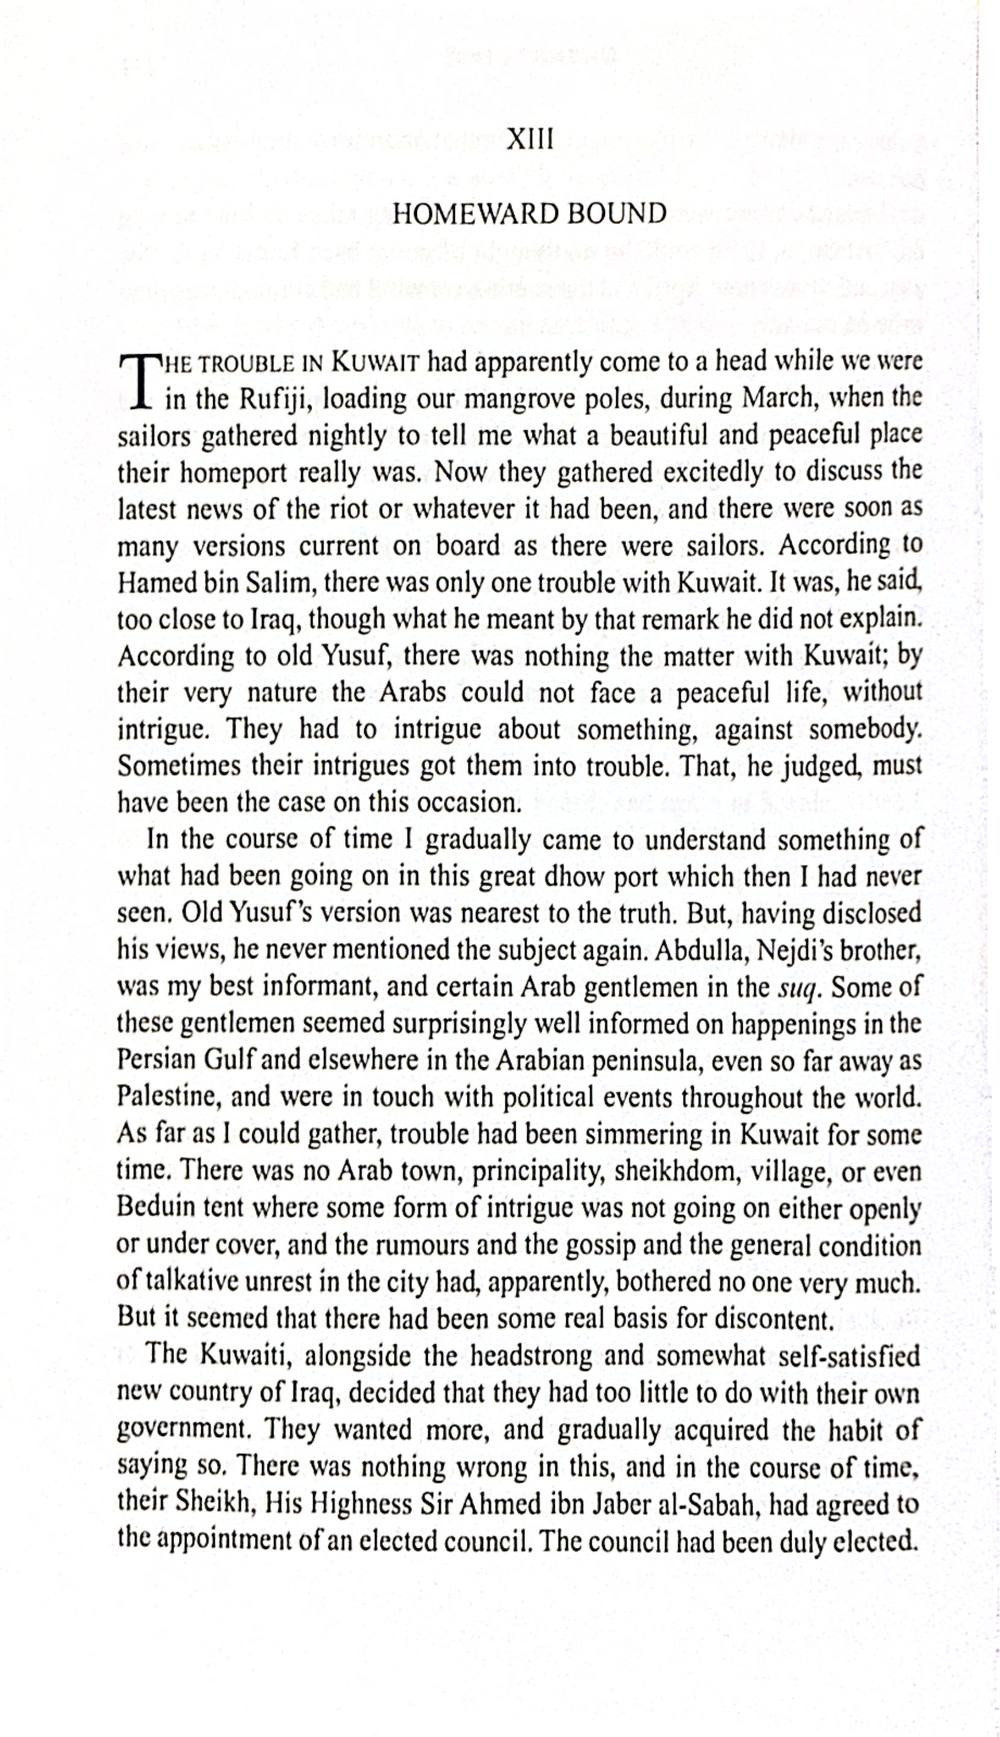 XIII
HOMEWARD BOUND
THE TROUBLE IN KUWAIT had apparently come to a head while we were
in the Rufiji, loading our mangrove poles, during March, when the
sailors gathered nightly to tell me what a beautiful and peaceful place
their homeport really was. Now they gathered excitedly to discuss the
latest news of the riot or whatever it had been, and there were soon as
many versions current on board as there were sailors. According to
Hamed bin Salim, there was only one trouble with Kuwait. It was, he said,
too close to Iraq, though what he meant by that remark he did not explain.
According to old Yusuf, there was nothing the matter with Kuwait; by
their very nature the Arabs could not face a peaceful life, without
intrigue. They had to intrigue about something, against somebody.
Sometimes their intrigues got them into trouble. That, he judged, must
have been the case on this occasion.
In the course of time I gradually came to understand something of
what had been going on in this great dhow port which then I had never
seen. Old Yusuf's version was nearest to the truth. But, having disclosed
his views, he never mentioned the subject again. Abdulla, Nejdi's brother,
was my best informant, and certain Arab gentlemen in the suq. Some of
these gentlemen seemed surprisingly well informed on happenings in the
Persian Gulf and elsewhere in the Arabian peninsula, even so far away as
Palestine, and were in touch with political events throughout the world.
As far as I could gather, trouble had been simmering in Kuwait for some
time. There was no Arab town, principality, sheikhdom, village, or even
Beduin tent where some form of intrigue was not going on either openly
or under cover, and the rumours and the gossip and the general condition
of talkative unrest in the city had, apparently, bothered no one very much.
But it seemed that there had been some real basis for discontent.
The Kuwaiti, alongside the headstrong and somewhat self-satisfied
new country of Iraq, decided that they had too little to do with their own
government. They wanted more, and gradually acquired the habit of
saying so. There was nothing wrong in this, and in the course of time,
their Sheikh, His Highness Sir Ahmed ibn Jaber al-Sabah, had agreed to
the appointment of an elected council. The council had been duly elected.